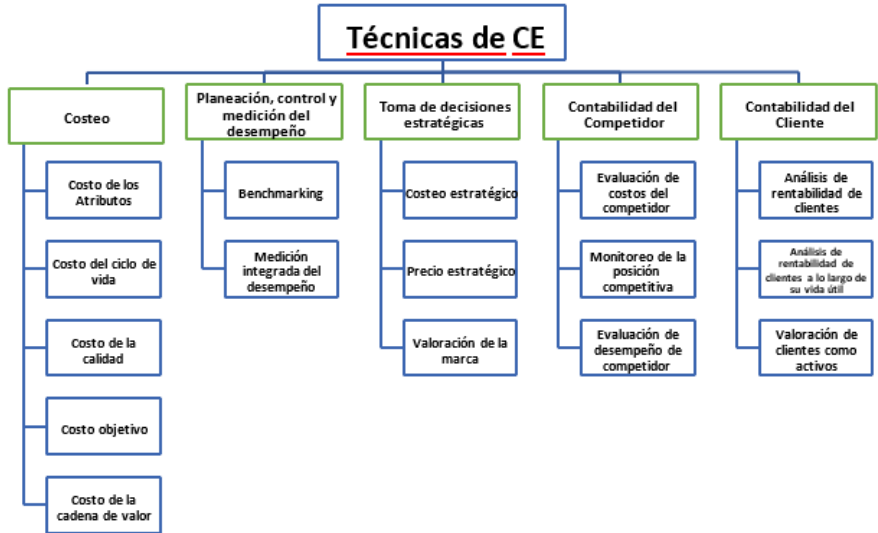 Técnicas de CE
Costeo
Planeación, control y
medición del
desempeño
Toma de decisiones
estratégicas
Contabilidad del
Competidor
Contabilidad del
Cliente
Costo de los
Atributos
Costo del ciclo de
vida
Costo de la
calidad
Costo objetivo
Costo de la
cadena de valor
Benchmarking
Medición
integrada del
desempeño
Costeo estratégico
Precio estratégico
Valoración de la
marca
Evaluación de
costos del
competidor
Monitoreo de la
posición
competitiva
Evaluación de
desempeño de
competidor
Análisis de
rentabilidad de
clientes
Análisis de
rentabilidad de
clientes a lo largo de
su vida útil
Valoración de
clientes como
activos